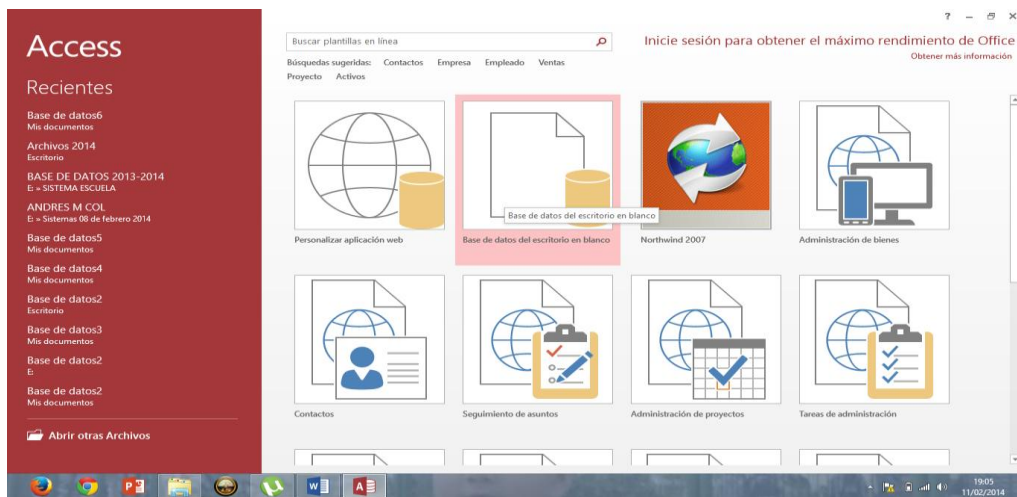 Access
Recientes
Base de datos6
Mis documentos
Archivos 2014
Escritorio
BASE DE DATOS 2013-2014
E: » SISTEMA ESCUELA
ANDRES M COL
E: » Sistemas 08 de febrero 2014
Base de datos5
Mis documentos
Base de datos4
Mis documentos
Base de datos2
Escritorio
Base de datos3
Mis documentos
Base de datos2
E:
Base de datos2
Mis documentos
Abrir otras Archivos
Buscar plantillas en línea
Búsquedas sugeridas: Contactos Empresa Empleado Ventas
Proyecto Activos
?
Inicie sesión para obtener el máximo rendimiento de Office
Obtener más información
Personalizar aplicación web
Base de datos del escritorio en blanco
Base de datos del escritorio en blanco
Northwind 2007
Administración de bienes
Contactos
Seguimiento de asuntos
Administración de proyectos
Tareas de administración
19:05
11/02/2014